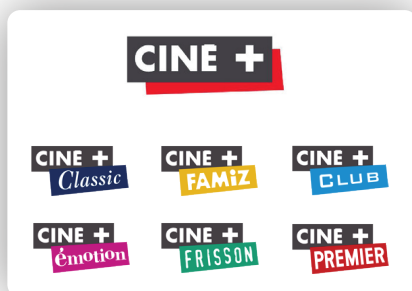 CINE +
CINE + CINE + CINE +
Classic FAMiZ CLUB
CINE + CINE + CINE +
émotion FRISSON PREMIER